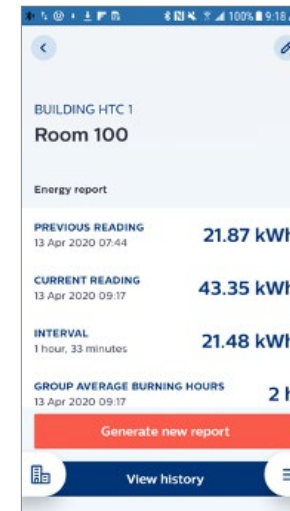 100% 9:18
BUILDING HTC 1
Room 100
Energy report
PREVIOUS READING
13 Apr 2020 07:44
21.87 kWh
CURRENT READING
13 Apr 2020 09:17
43.35 kWh
INTERVAL
1 hour, 33 minutes
21.48 kWh
GROUP AVERAGE BURNING HOURS
13 Apr 2020 09:17
2 h
Generate new report
View history